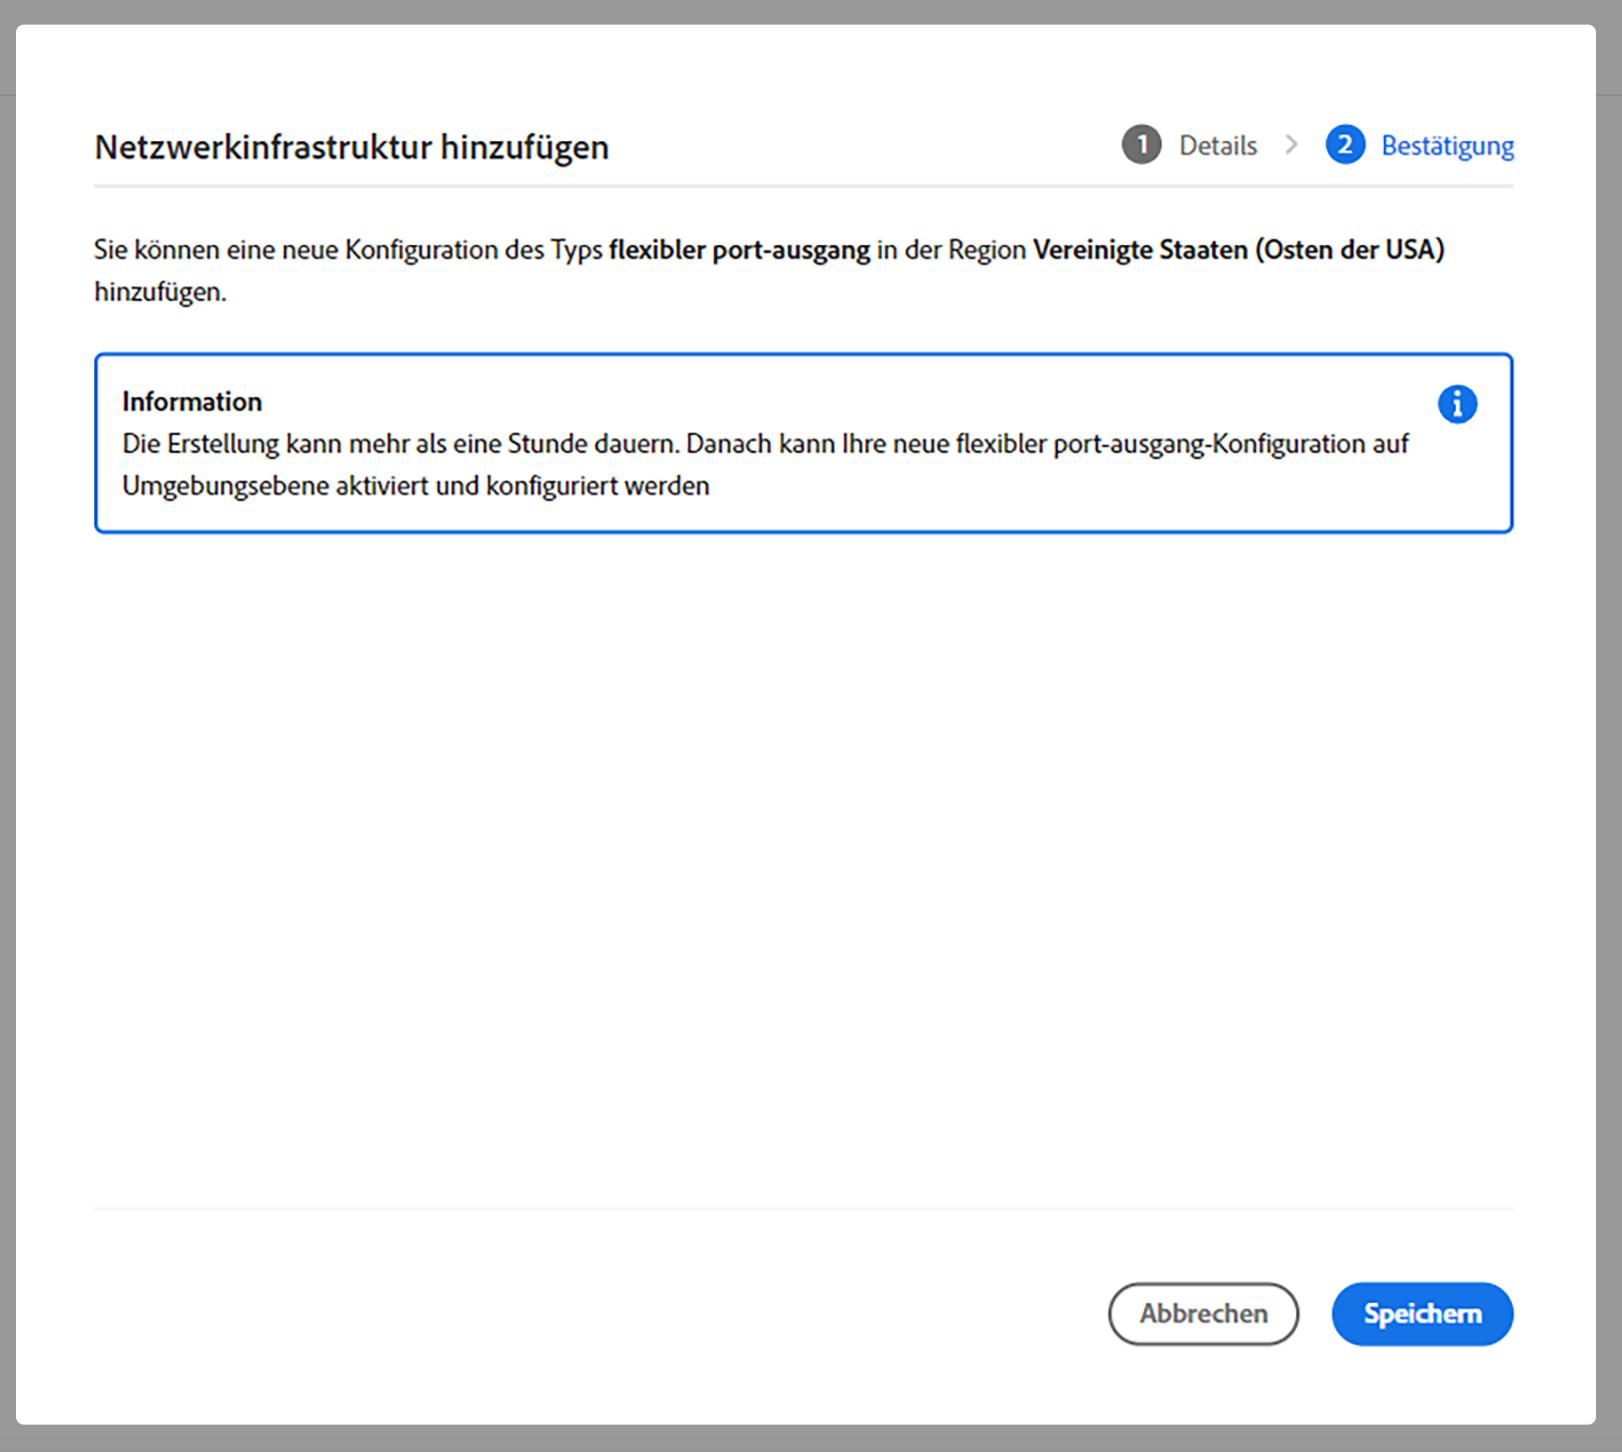 Netzwerkinfrastruktur hinzufügen
1 Details > 2 Bestätigung
Sie können eine neue Konfiguration des Typs flexibler port-ausgang in der Region Vereinigte Staaten (Osten der USA)
hinzufügen.
Information
Die Erstellung kann mehr als eine Stunde dauern. Danach kann Ihre neue flexibler port-ausgang-Konfiguration auf
Umgebungsebene aktiviert und konfiguriert werden
Abbrechen
Speichern